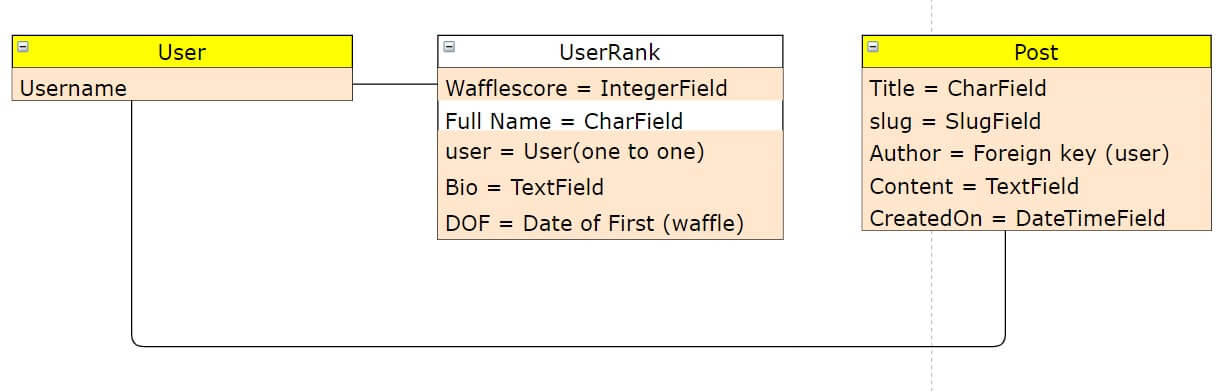 User
Username
UserRank
Wafflescore = IntegerField
Full Name = CharField
user = User(one to one)
Bio = TextField
DOF = Date of First (waffle)
Post
Title = CharField
slug = SlugField
Author = Foreign key (user)
Content = TextField
CreatedOn = DateTimeField